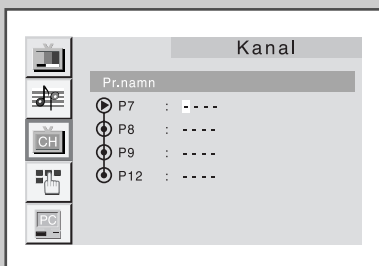 Kanal
Pr.namn
P7 : - - - -
P8 : - - - -
CH
P9 : - - - -
P12 : - - - -
PC